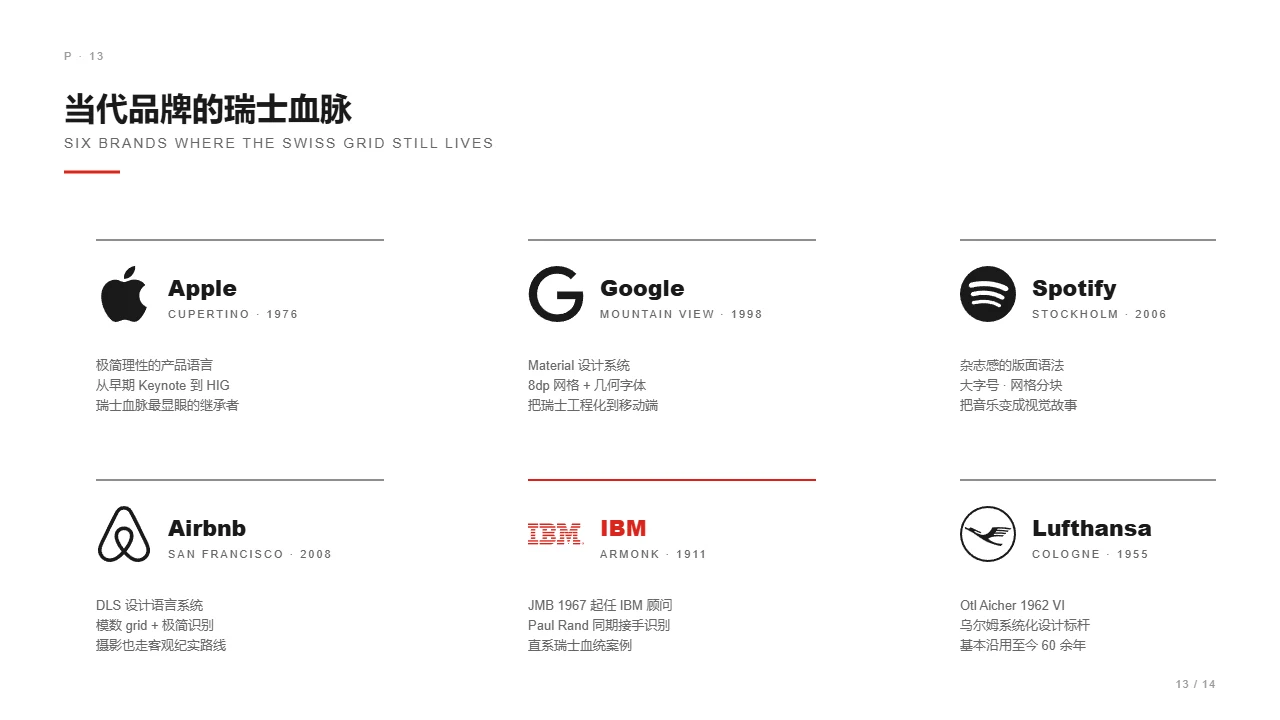 P · 13
当代品牌的瑞士血脉
SIX BRANDS WHERE THE SWISS GRID STILL LIVES
Apple
CUPERTINO · 1976
极简理性的产品语言
从早期 Keynote 到 HIG
瑞士血脉最显眼的继承者
Google
MOUNTAIN VIEW · 1998
Material 设计系统
8dp 网格 + 几何字体
把瑞士工程化到移动端
Spotify
STOCKHOLM · 2006
杂志感的版面语法
大字号 · 网格分块
把音乐变成视觉故事
Airbnb
SAN FRANCISCO · 2008
DLS 设计语言系统
模数 grid + 极简识别
摄影也走客观纪实路线
IBM
IBM
ARMONK · 1911
JMB 1967 起任 IBM 顾问
Paul Rand 同期接手识别
直系瑞士血统案例
Lufthansa
COLOGNE · 1955
Otl Aicher 1962 VI
乌尔姆系统化设计标杆
基本沿用至今 60 余年
13 / 14